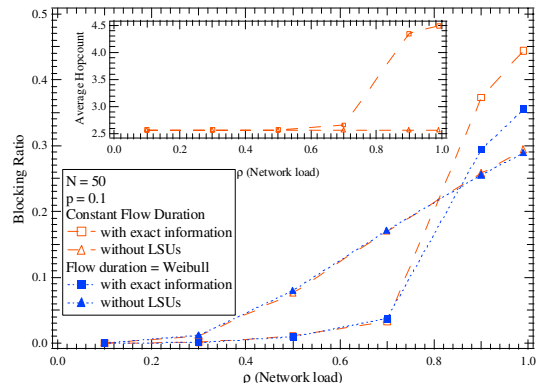 0.5
0.4
0.3
0.2
0.1
0.0
Blocking Ratio
4.5
4.0
3.5
3.0
2.5
Average Hopcount
0.0 0.2 0.4 0.6 0.8 1.0
ρ (Network load)
N = 50
p = 0.1
Constant Flow Duration
with exact information
without LSUs
Flow duration = Weibull
with exact information
without LSUs
0.0 0.2 0.4 0.6 0.8 1.0
ρ (Network load)